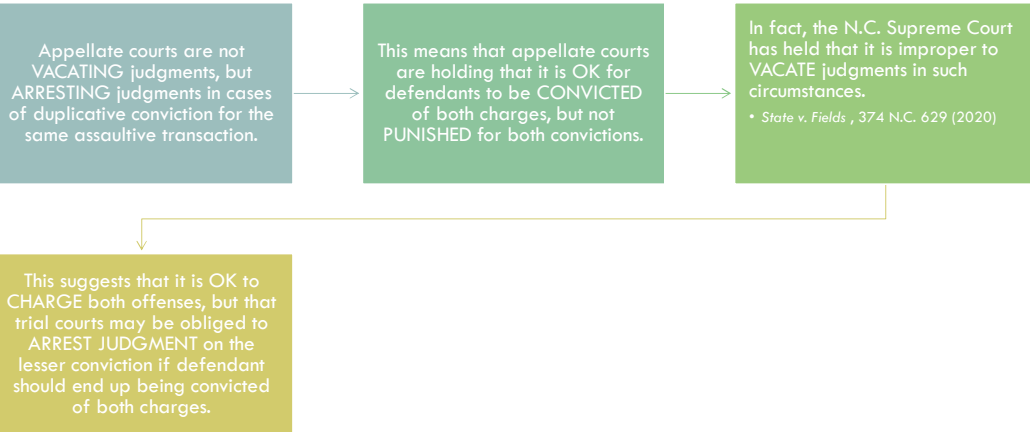 Appellate courts are not
VACATING judgments, but
ARRESTING judgments in cases
of duplicative conviction for the
same assaultive transaction.
This means that appellate courts
are holding that it is OK for
defendants to be CONVICTED
of both charges, but not
PUNISHED for both convictions.
In fact, the N.C. Supreme Court
has held that it is improper to
VACATE judgments in such
circumstances.
• State v. Fields , 374 N.C. 629 (2020)
This suggests that it is OK to
CHARGE both offenses, but that
trial courts may be obliged to
ARREST JUDGMENT on the
lesser conviction if defendant
should end up being convicted
of both charges.